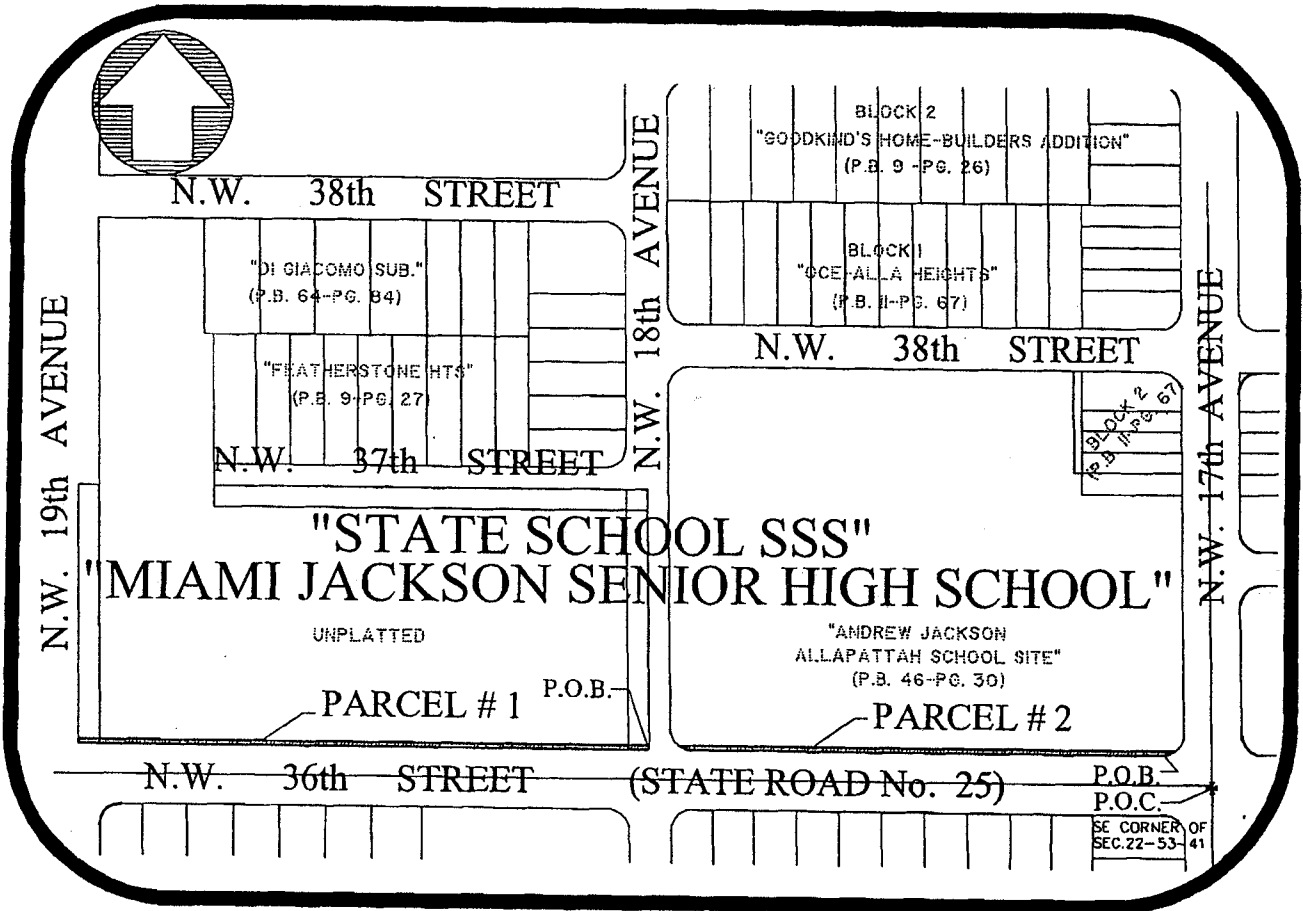 BLOCK 2
"GOODKIND'S HOME-BUILDERS ADDITION"
(P.B. 9 -PG. 26)
N.W. 38th STREET
N.W. 18th AVENUE
"DI GIACOMO SUB."
(P.B. 64-PG. 84)
BLOCK 1
"OCE-ALLA HEIGHTS"
(P.B. 11-PG. 67)
N.W. 19th AVENUE
N.W. 17th AVENUE
N.W. 38th STREET
"FEATHERSTONE HTS"
(P.B. 9-PG. 27)
BLOCK 2
(P.B. 11-PG. 67)
N.W. 37th STREET
"STATE SCHOOL SSS"
"MIAMI JACKSON SENIOR HIGH SCHOOL"
UNPLATTED
"ANDREW JACKSON
ALLAPATTAH SCHOOL SITE"
(P.B. 46-PG. 30)
P.O.B.
PARCEL # 1
PARCEL # 2
N.W. 36th STREET (STATE ROAD No. 25)
P.O.B.
P.O.C.
SE CORNER OF
SEC.22-53-41